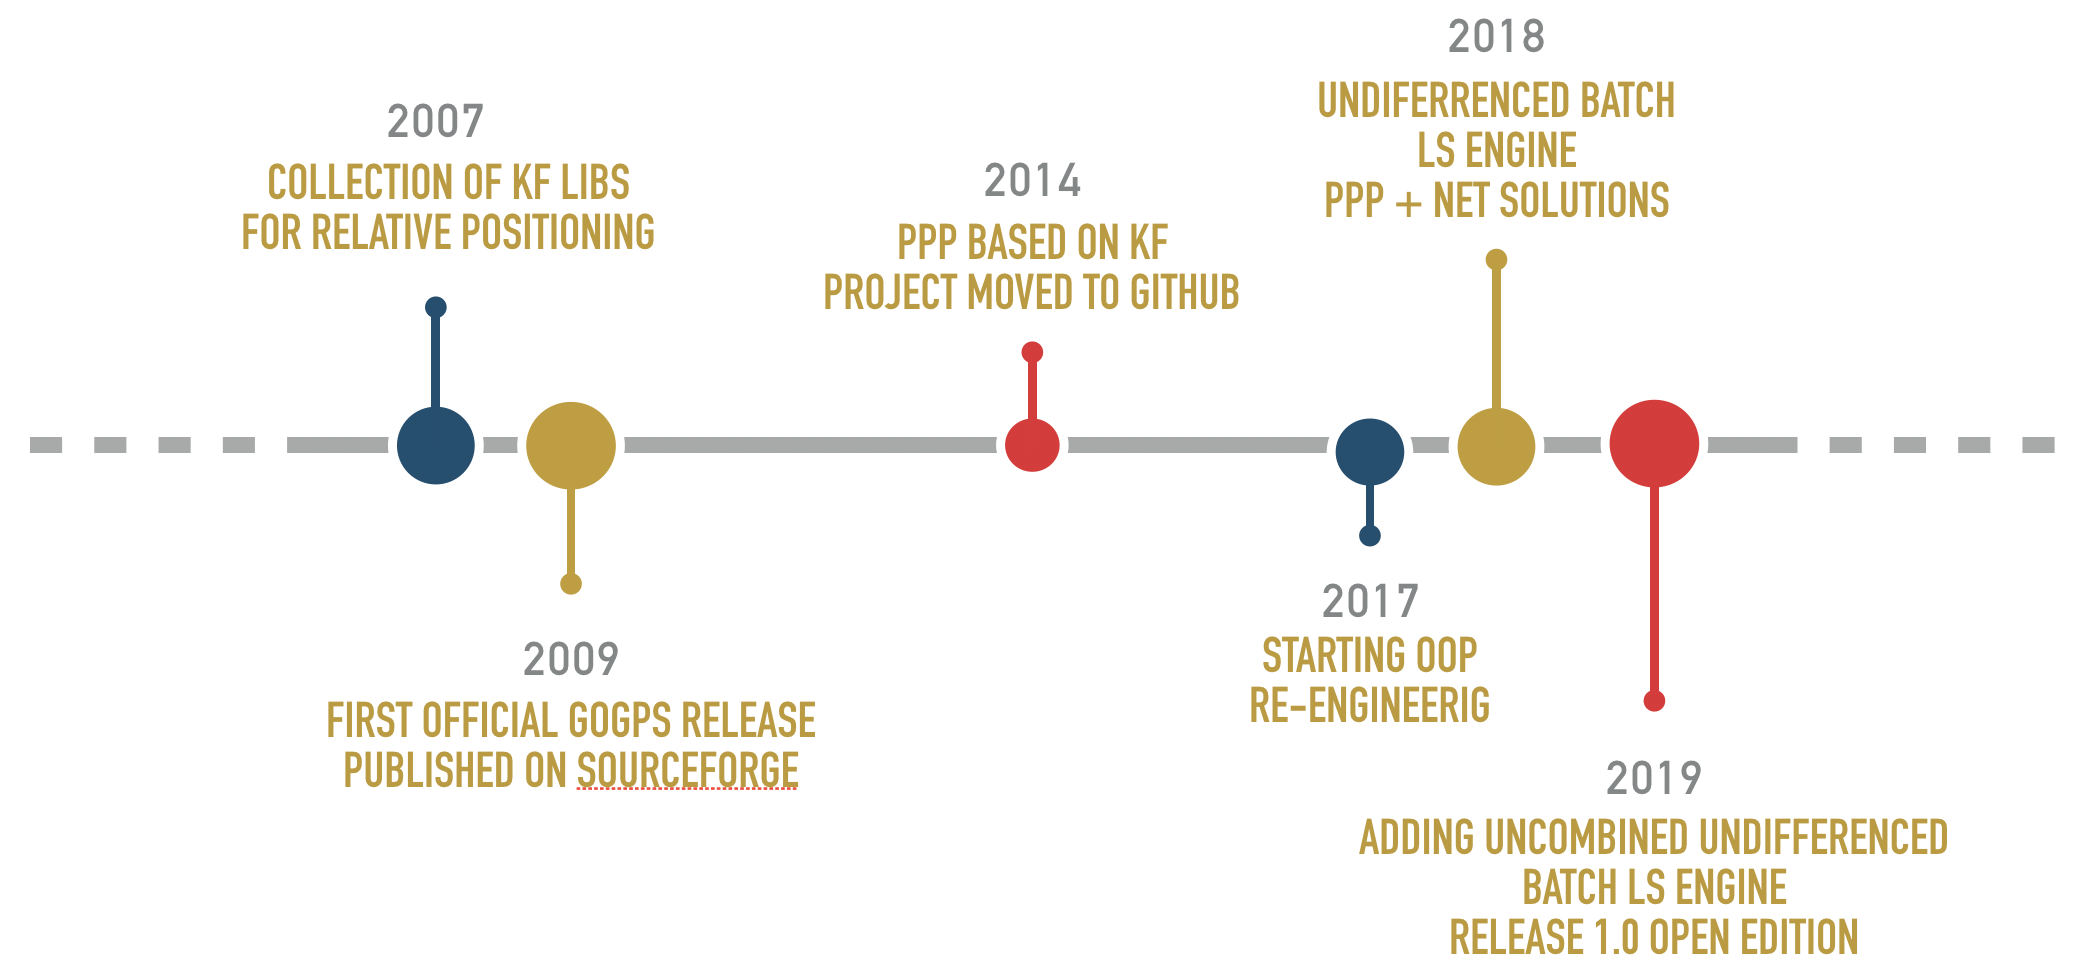 2007
COLLECTION OF KF LIBS
FOR RELATIVE POSITIONING
2009
FIRST OFFICIAL GOGPS RELEASE
PUBLISHED ON SOURCEFORGE
2014
PPP BASED ON KF
PROJECT MOVED TO GITHUB
2017
STARTING OOP
RE-ENGINEERIG
2018
UNDIFERRENCED BATCH
LS ENGINE
PPP + NET SOLUTIONS
2019
ADDING UNCOMBINED UNDIFFERENCED
BATCH LS ENGINE
RELEASE 1.0 OPEN EDITION